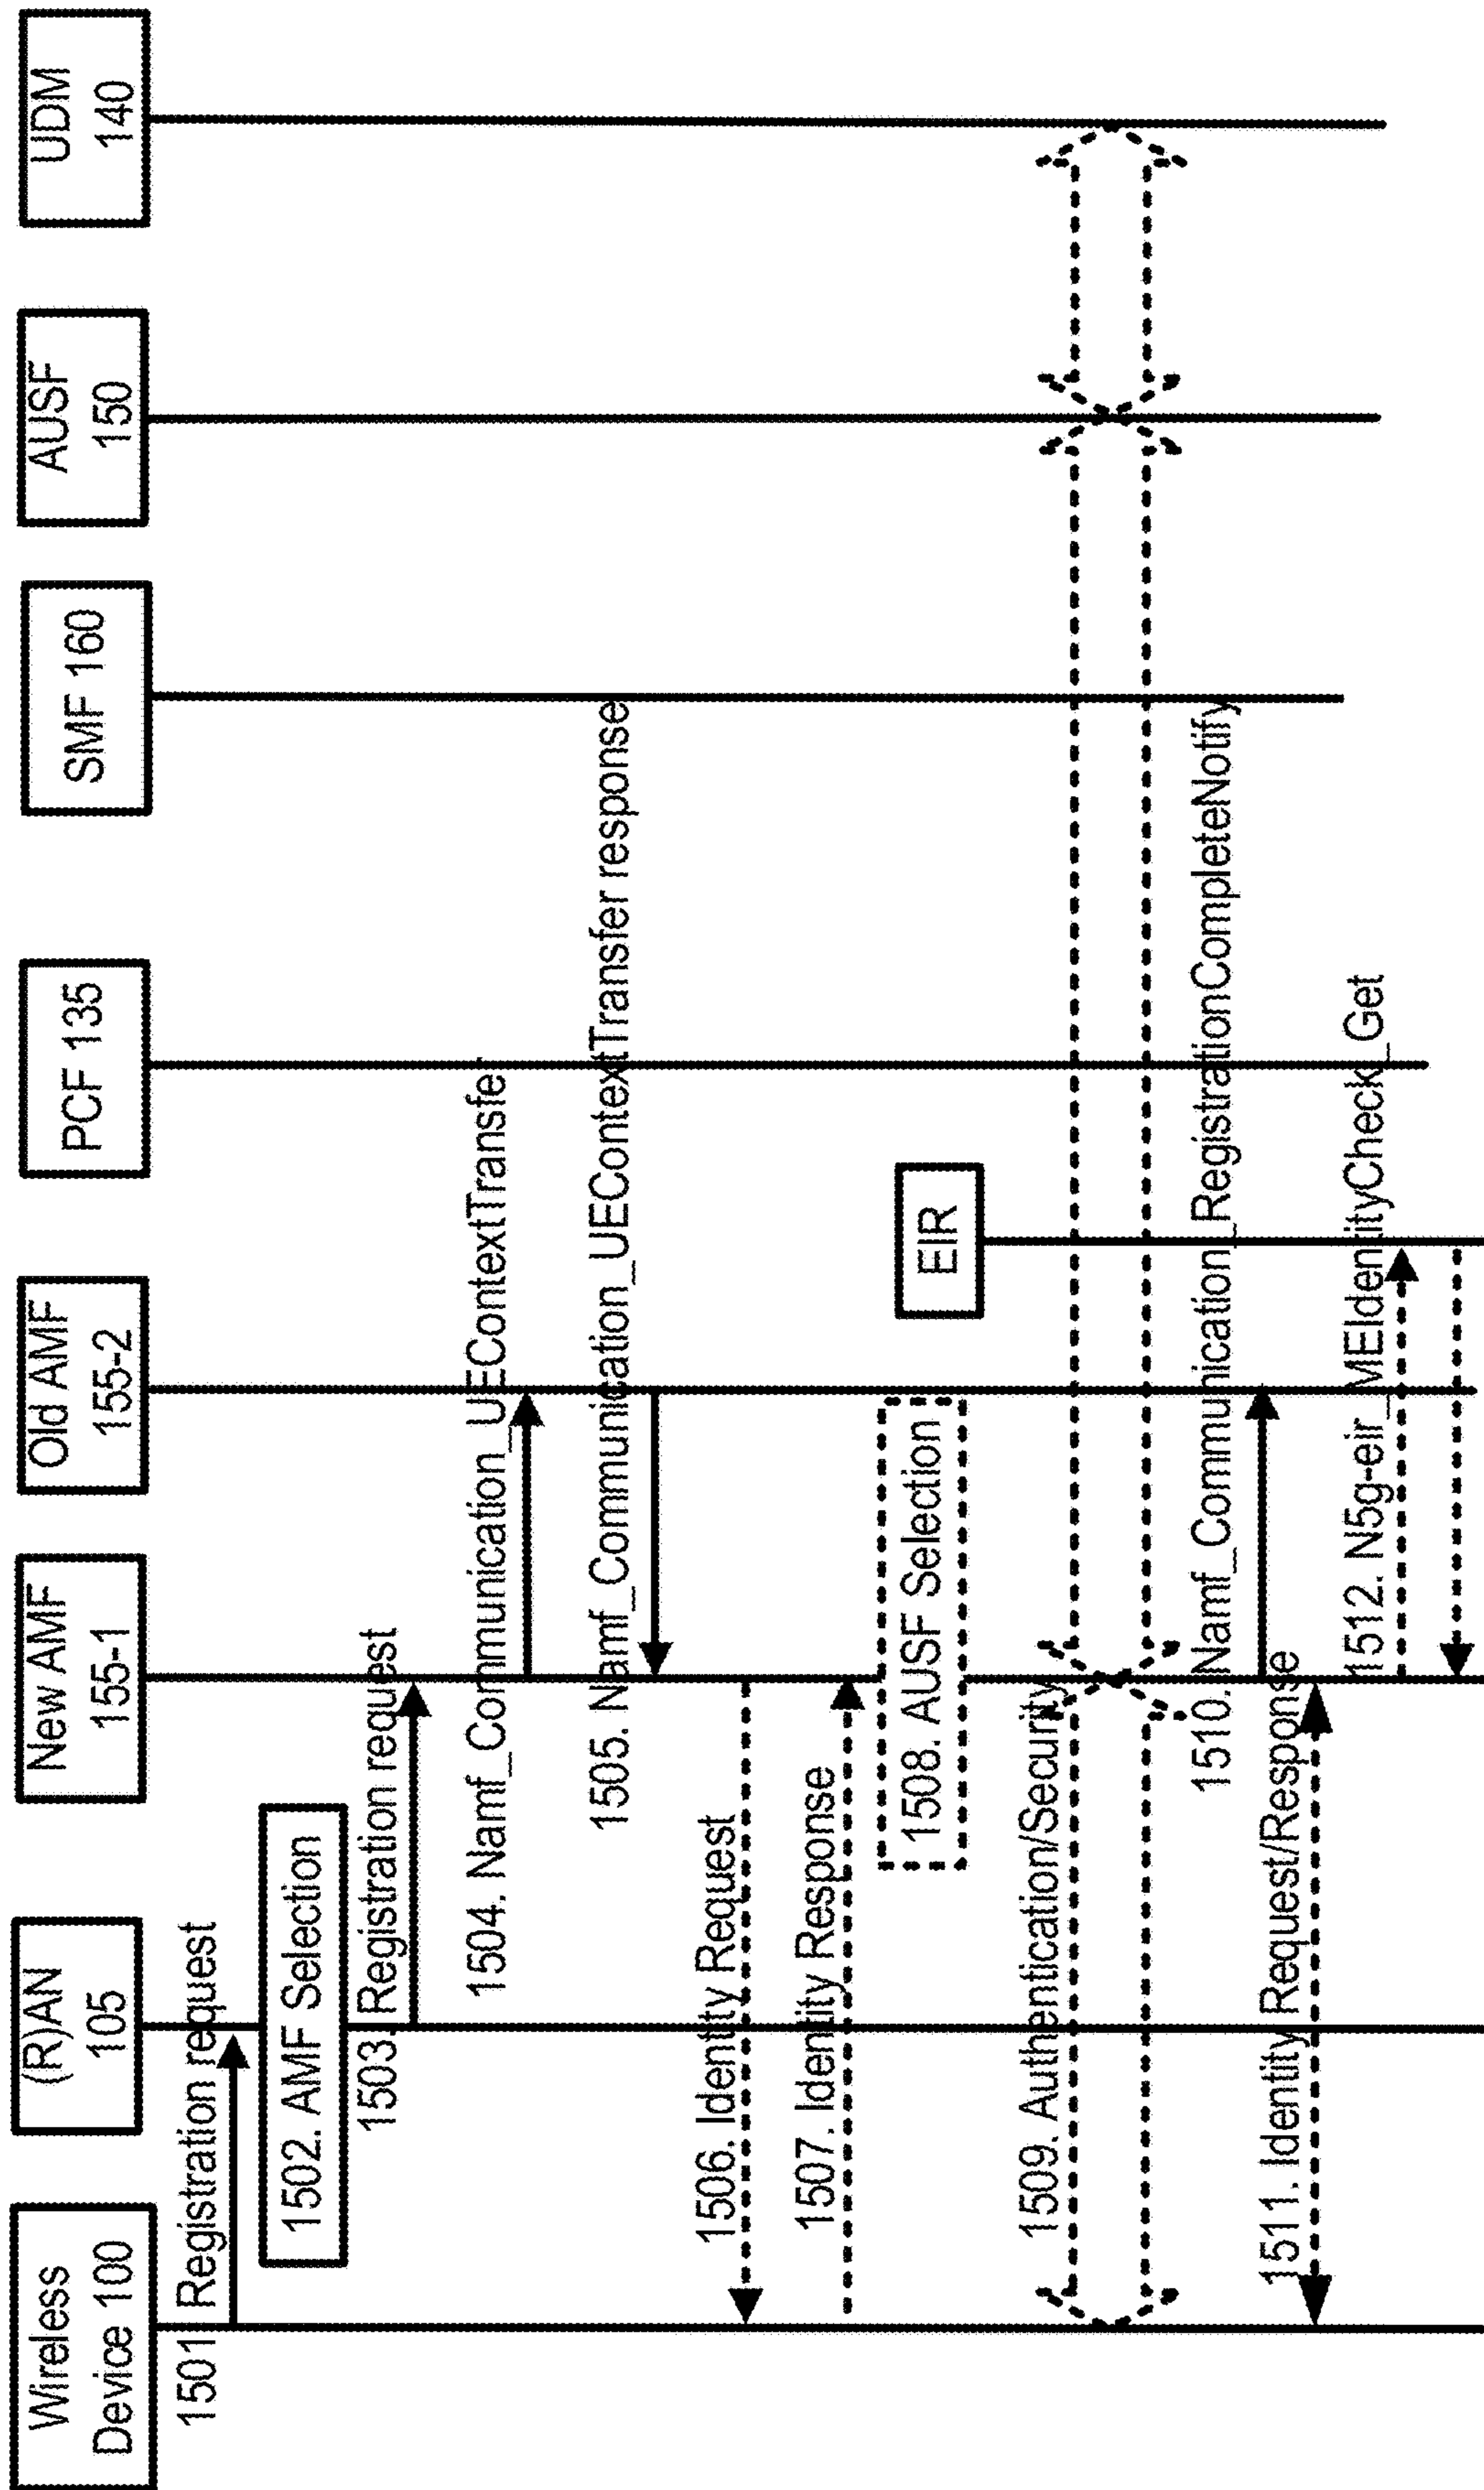 Wireless
Device 100
(R)AN
105
New AMF
155-1
Old AMF
155-2
PCF 135
SMF 160
AUSF
150
UDM
140
1501 Registration request
1502. AMF Selection
1503. Registration request
1504. Namf_Communication_UEContextTransfer
1505. Namf_Communication_UEContextTransfer response
1506. Identity Request
1507. Identity Response
1508. AUSF Selection
EIR
1509. Authentication/Security
1510. Namf_Communication_RegistrationCompleteNotify
1511. Identity Request/Response
1512. N5g-eir_MEIdentityCheck_Get